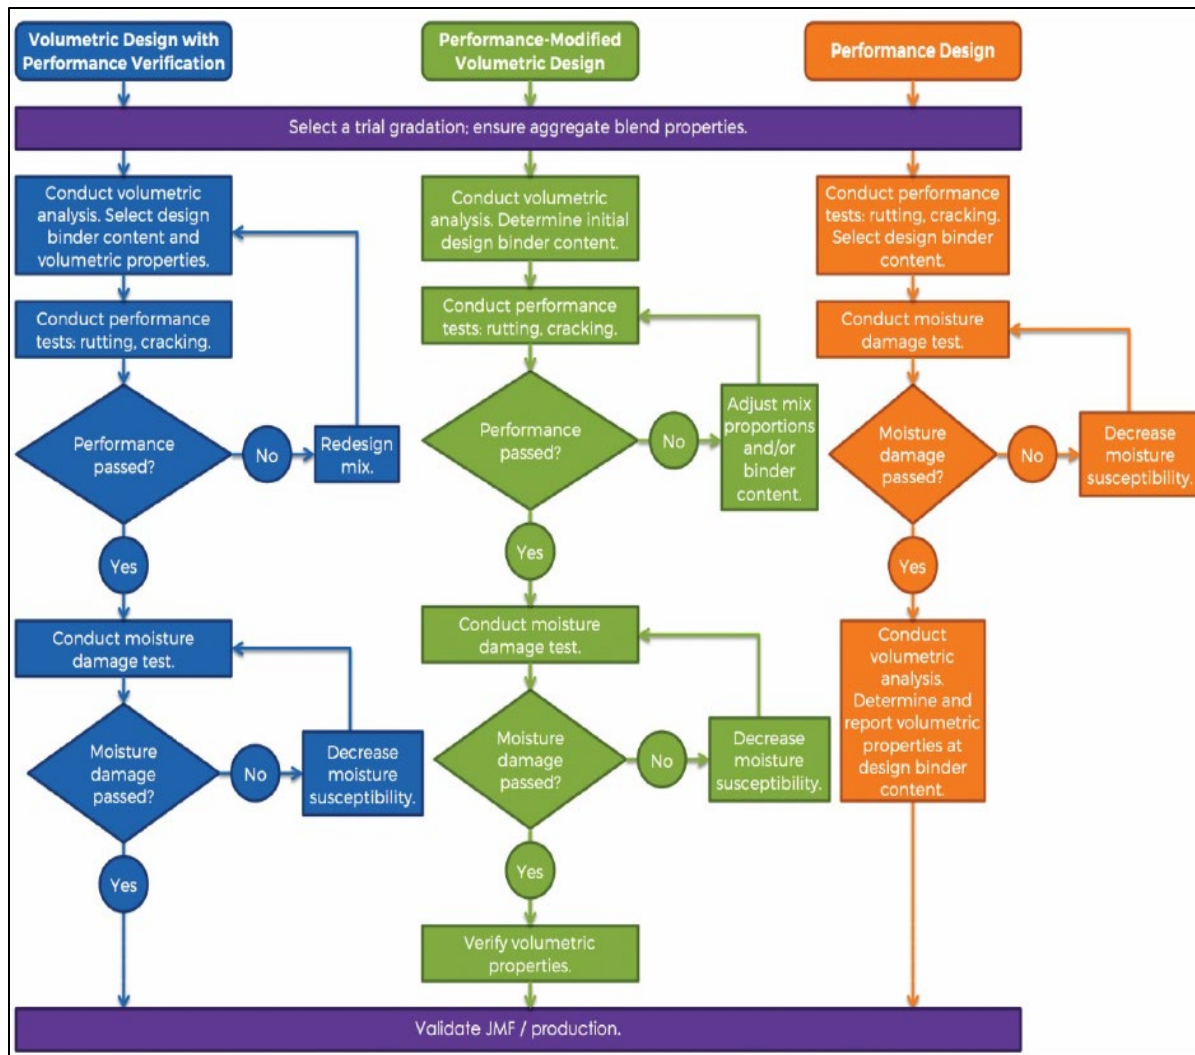 Volumetric Design with
Performance Verification
Performance-Modified
Volumetric Design
Performance Design
Select a trial gradation; ensure aggregate blend properties.
Conduct volumetric
analysis. Select design
binder content and
volumetric properties.
Conduct performance
tests: rutting, cracking.
Performance
passed?
No
Redesign
mix.
Yes
Conduct moisture
damage test.
Moisture
damage
passed?
No
Decrease
moisture
susceptibility.
Yes
Conduct volumetric
analysis. Determine initial
design binder content.
Conduct performance
tests: rutting, cracking.
Performance
passed?
No
Adjust mix
proportions
and/or
binder
content.
Yes
Conduct moisture
damage test.
Moisture
damage
passed?
No
Decrease
moisture
susceptibility.
Yes
Verify volumetric
properties.
Conduct performance
tests: rutting, cracking.
Select design binder
content.
Conduct moisture
damage test.
Moisture
damage
passed?
No
Decrease
moisture
susceptibility.
Yes
Conduct
volumetric
analysis.
Determine and
report volumetric
properties at
design binder
content.
Validate JMF / production.